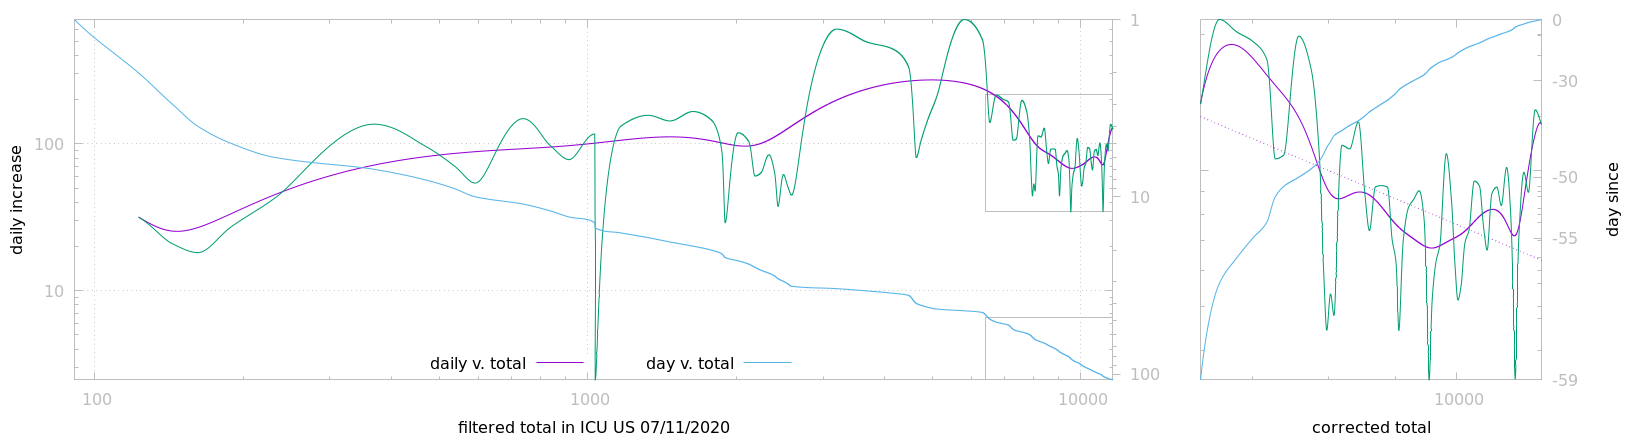 daily increase
100
10
daily v. total
day v. total
1
10
100
100
1000
10000
filtered total in ICU US 07/11/2020
0
-30
-50
-55
-59
day since
10000
corrected total